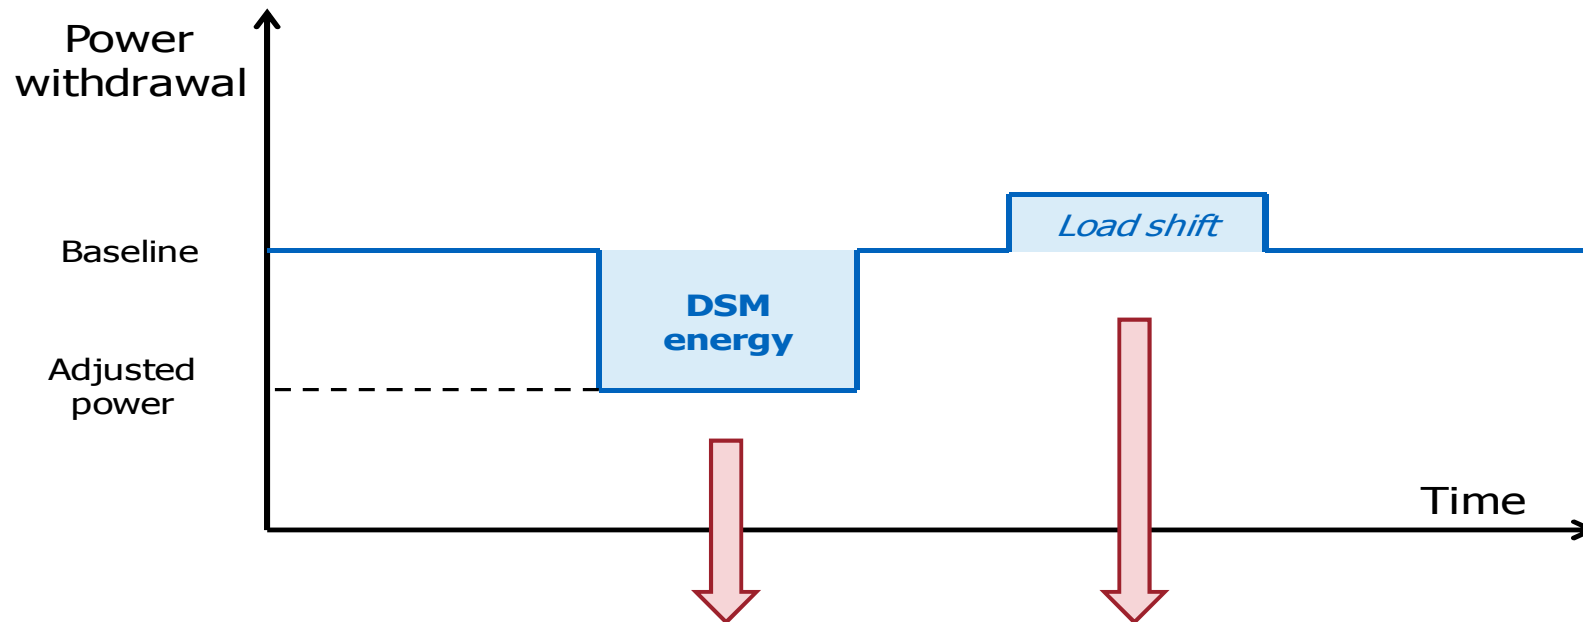 Power
withdrawal
Load shift
Baseline
DSM
energy
Adjusted
power
Time